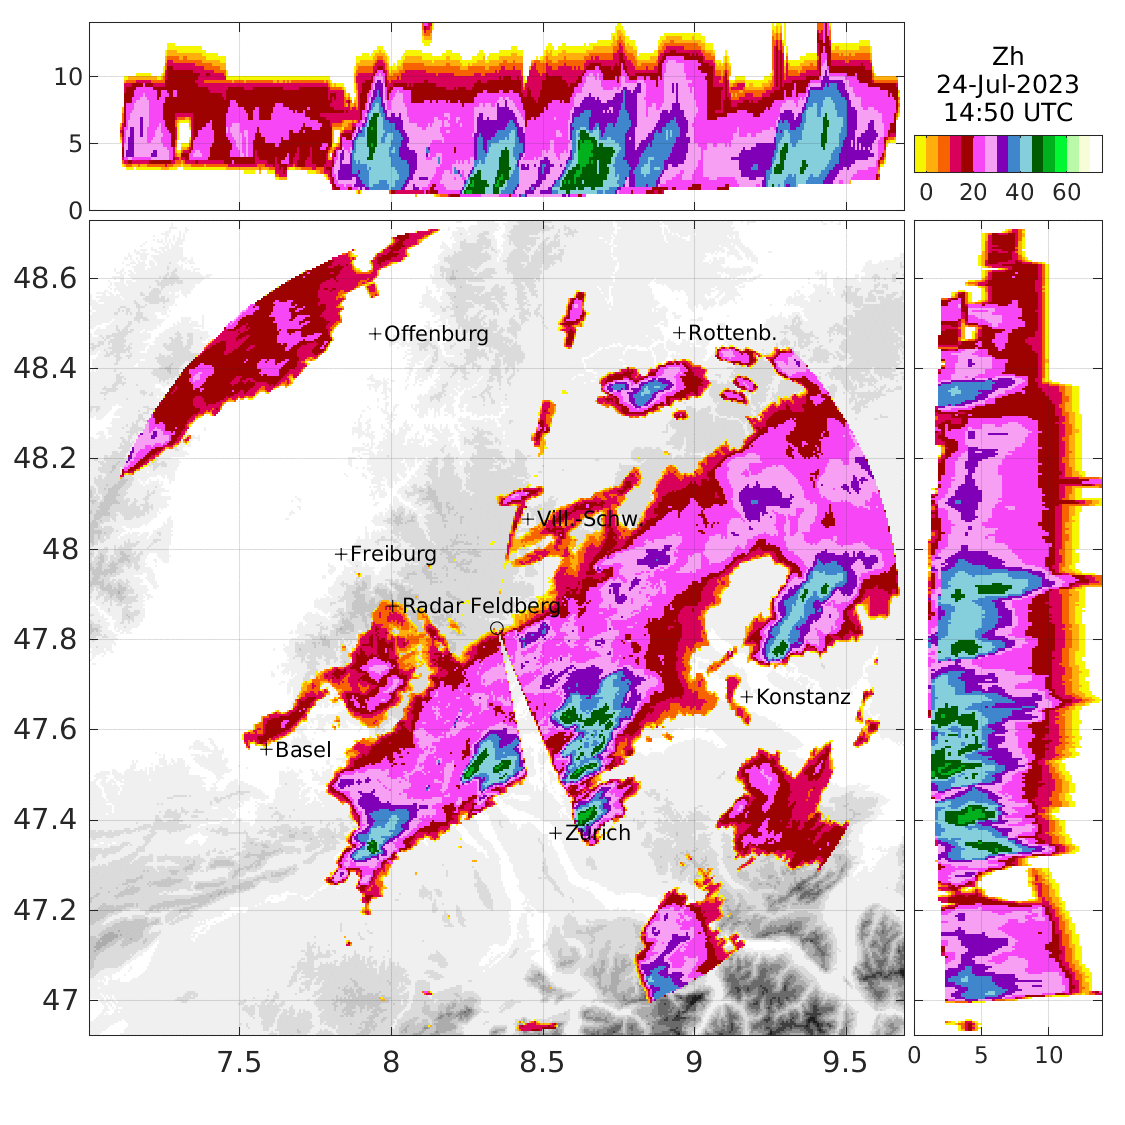 10
5
0
Zh
24-Jul-2023
14:50 UTC
0 20 40 60
48.6
48.4
48.2
48
47.8
47.6
47.4
47.2
47
+Offenburg
+Rottenb.
+Vill.-Schw.
+Freiburg
+Radar Feldberg
+Konstanz
+Basel
+Zürich
7.5 8 8.5 9 9.5
0 5 10